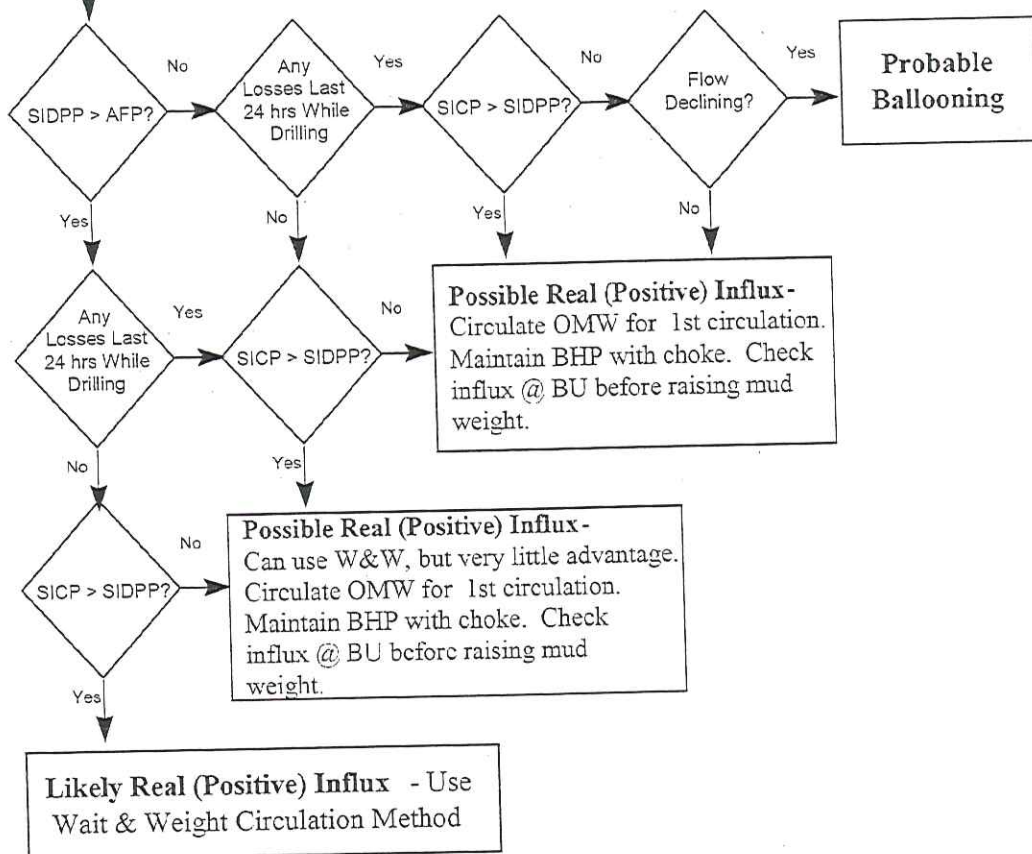 SIDPP > AFP?
No
Any
Losses Last
24 hrs While
Drilling
Yes
SICP > SIDPP?
No
Flow
Declining?
Yes
Probable
Ballooning
Yes
No
Yes
No
Any
Losses Last
24 hrs While
Drilling
Yes
SICP > SIDPP?
No
Possible Real (Positive) Influx-
Circulate OMW for 1st circulation.
Maintain BHP with choke. Check
influx @ BU before raising mud
weight.
No
Yes
SICP > SIDPP?
No
Possible Real (Positive) Influx-
Can use W&W, but very little advantage.
Circulate OMW for 1st circulation.
Maintain BHP with choke. Check
influx @ BU before raising mud
weight.
Yes
Likely Real (Positive) Influx - Use
Wait & Weight Circulation Method